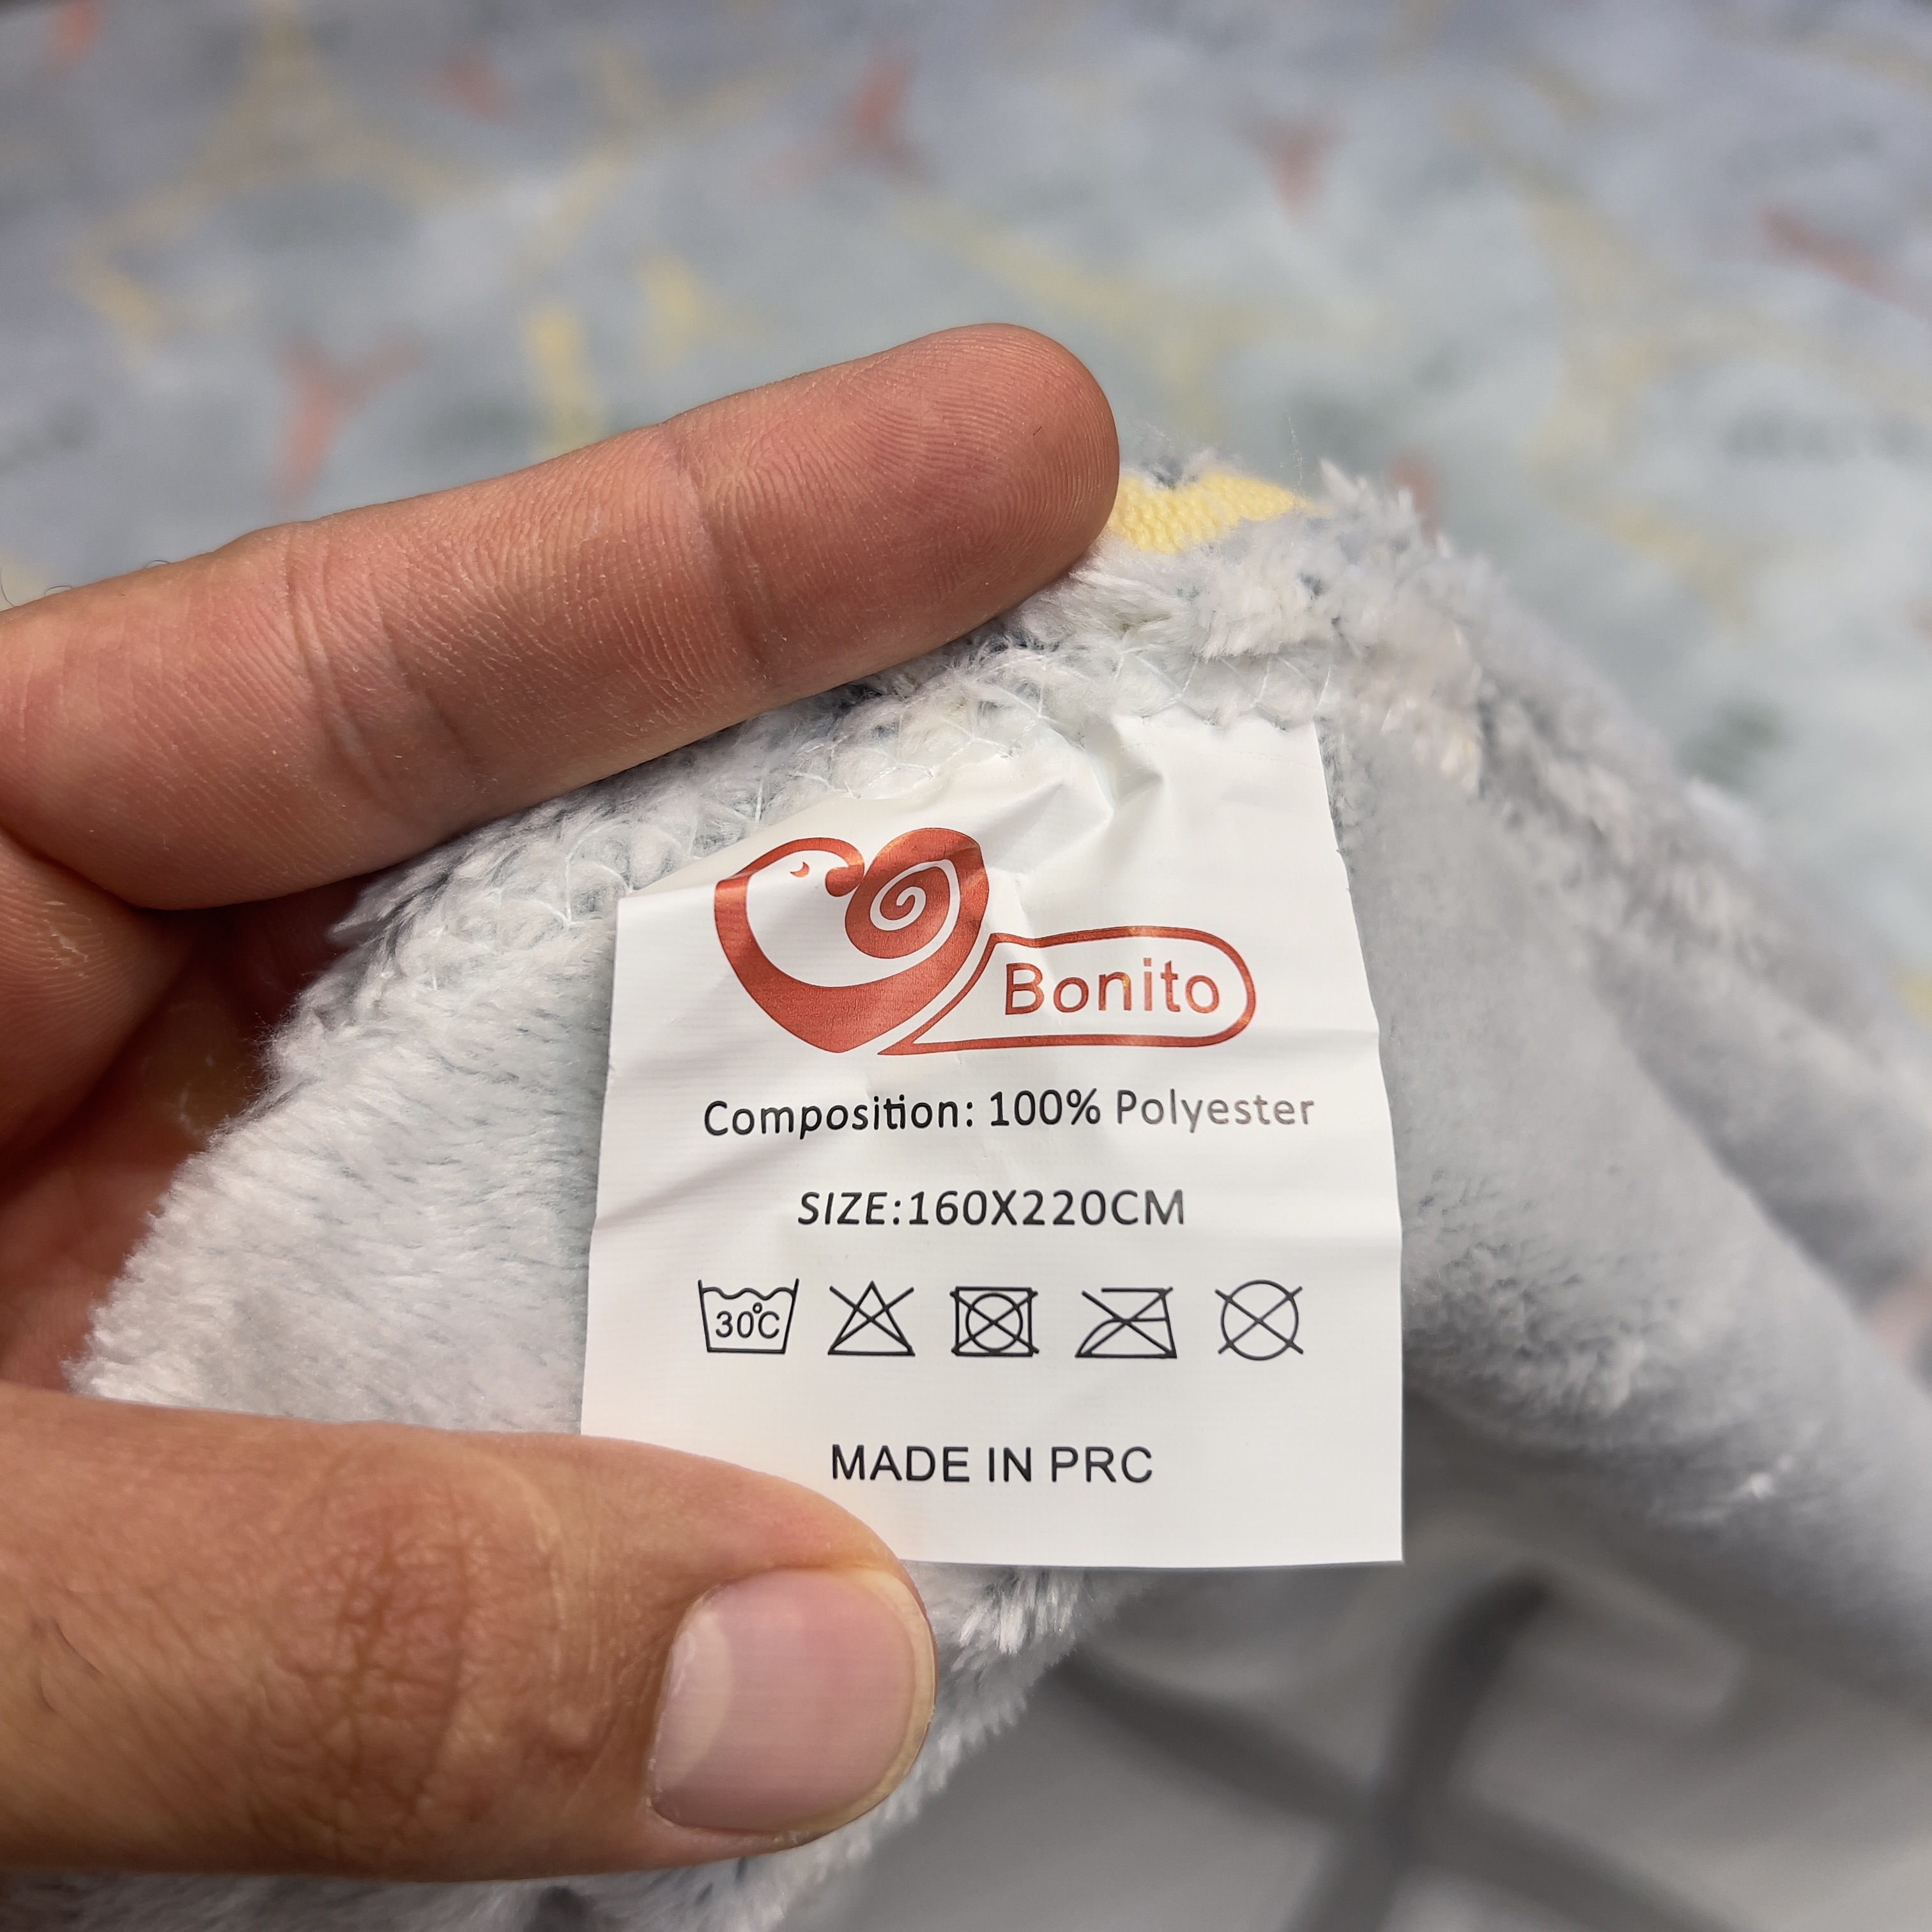 Bonito
Composition: 100% Polyester
SIZE:160X220CM
30°C
MADE IN PRC